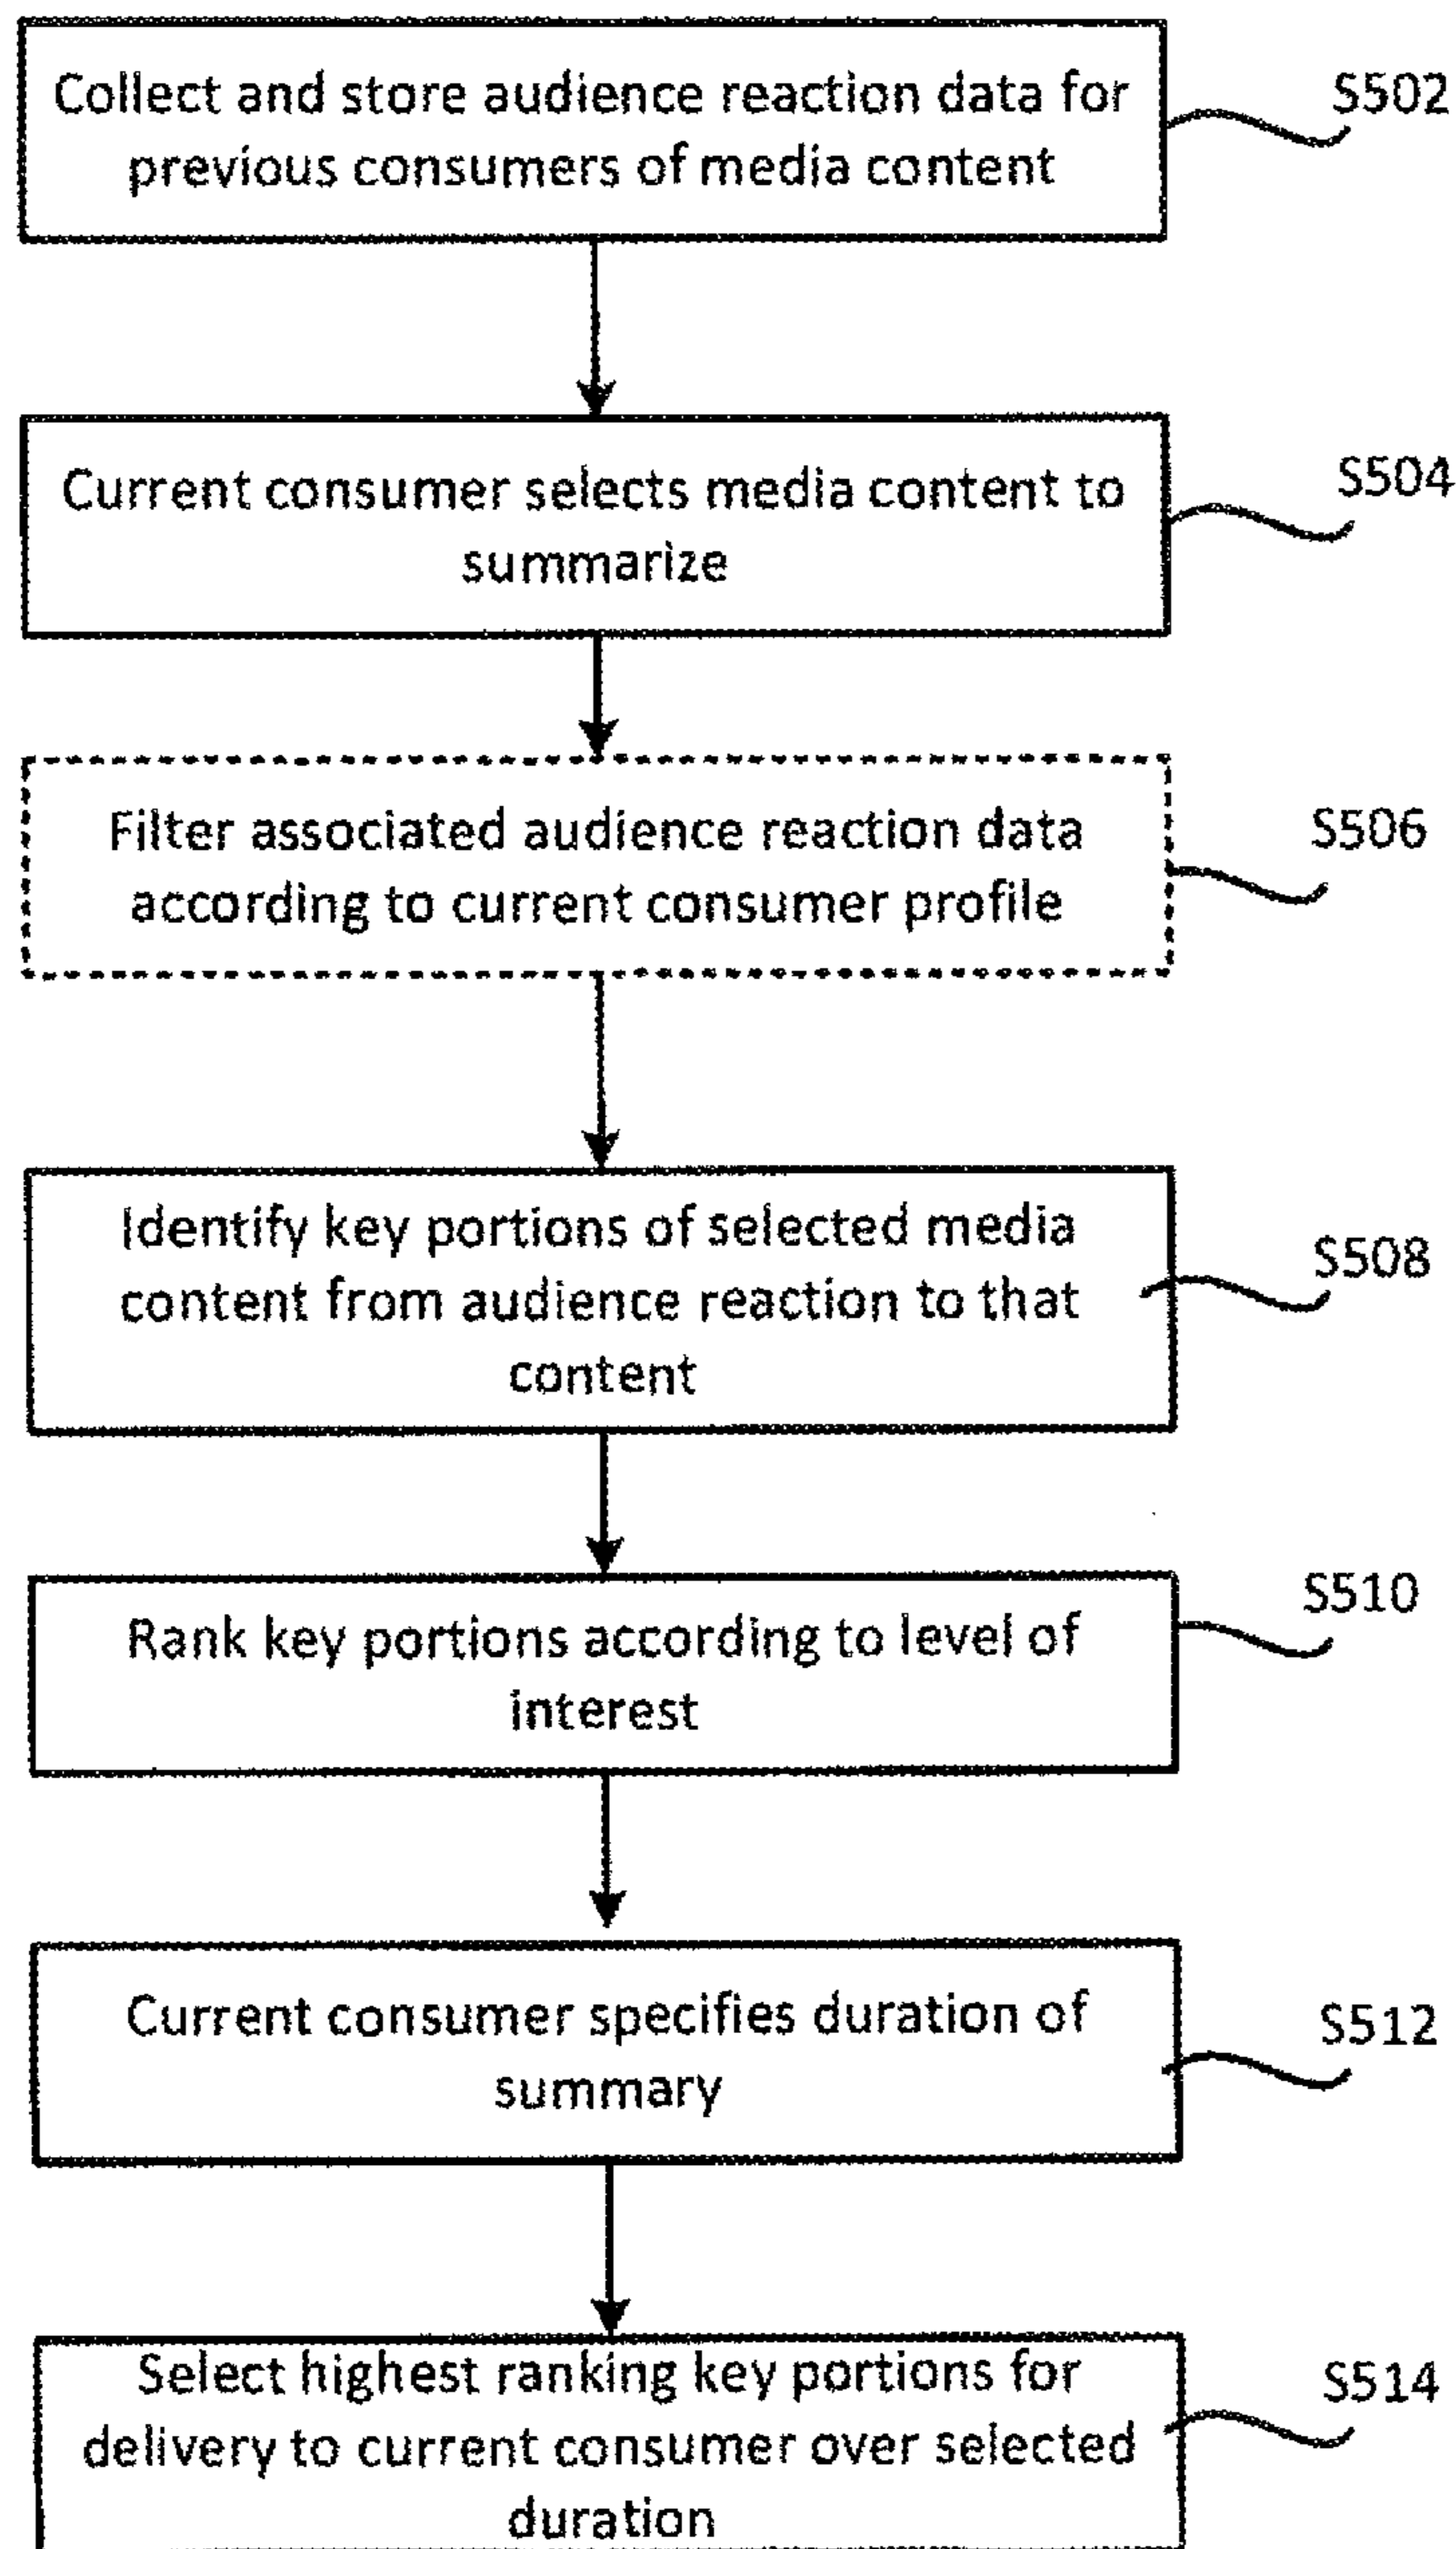 Collect and store audience reaction data for
previous consumers of media content
S502
Current consumer selects media content to
summarize
S504
Filter associated audience reaction data
according to current consumer profile
S506
Identify key portions of selected media
content from audience reaction to that
content
S508
Rank key portions according to level of
interest
S510
Current consumer specifies duration of
summary
S512
Select highest ranking key portions for
delivery to current consumer over selected
duration
S514